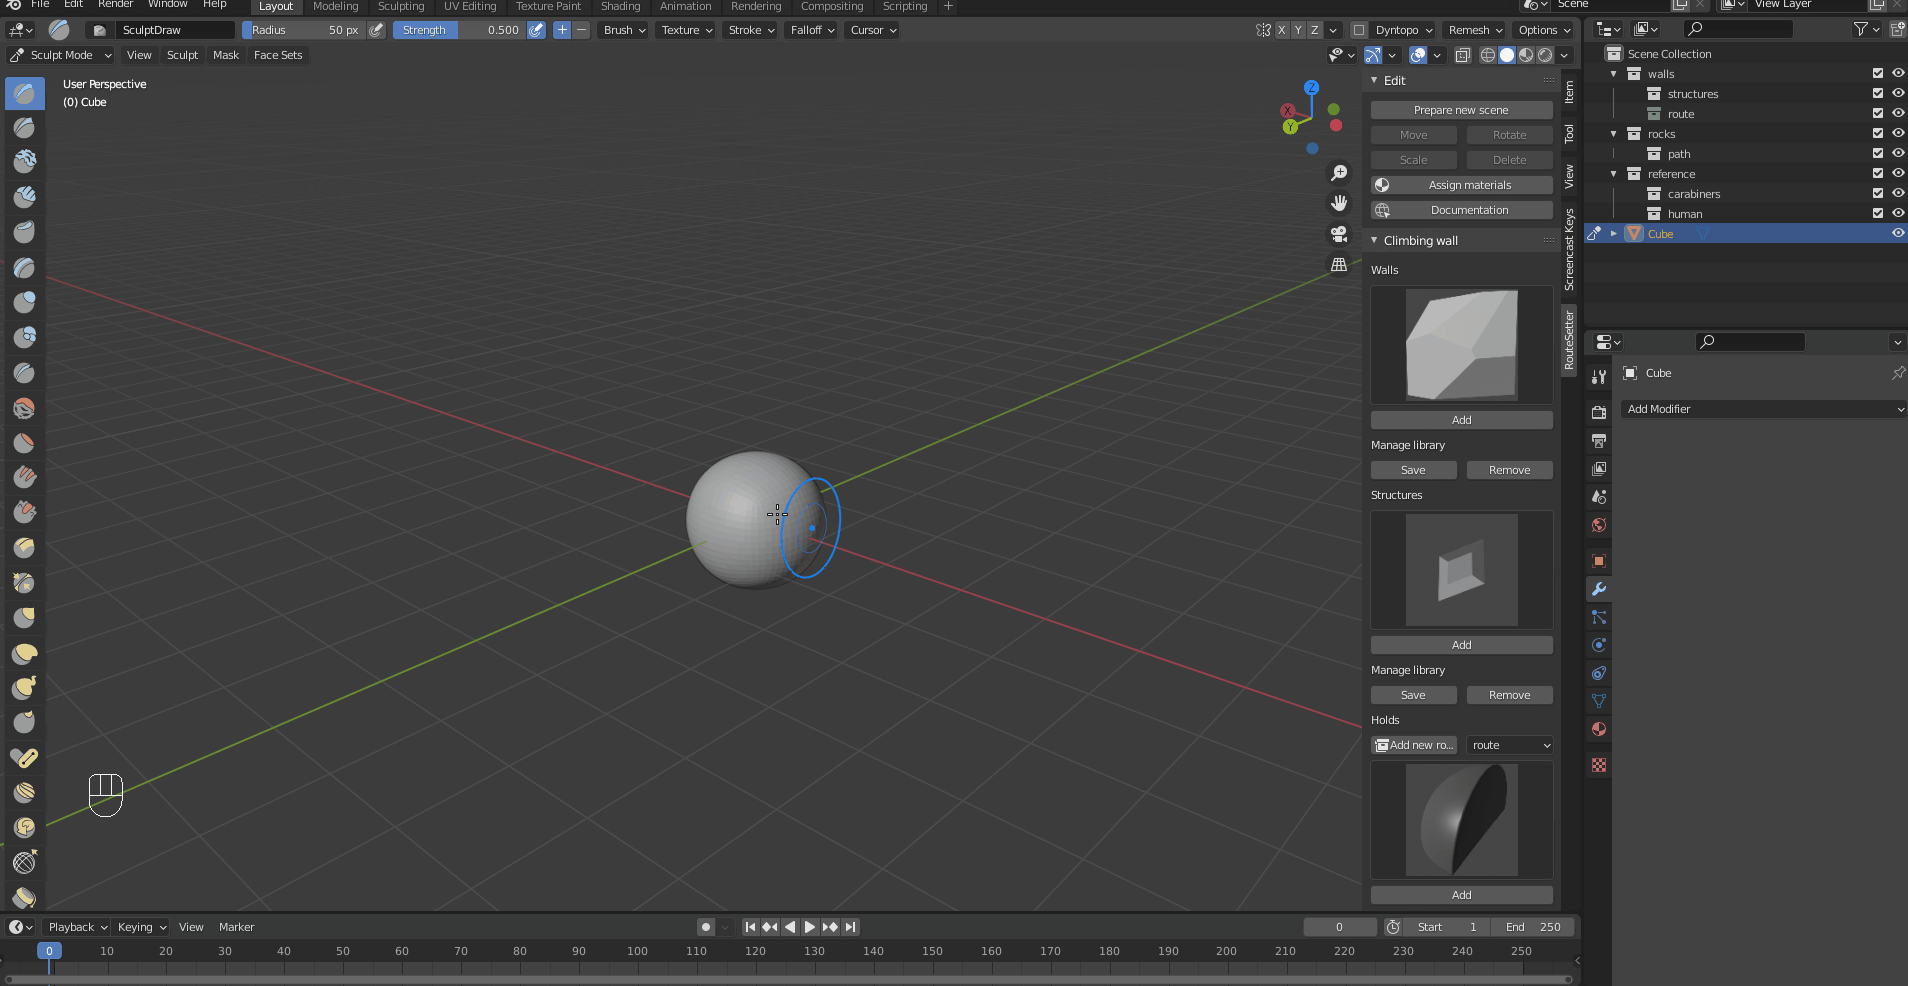 File Edit Render Window Help Layout Modeling Sculpting UV Editing Texture Paint Shading Animation Rendering Compositing Scripting + Scene View Layer
SculptDraw Radius 50 px Strength 0.500 Brush Texture Stroke Falloff Cursor X Y Z Dyntopo Remesh Options
Sculpt Mode View Sculpt Mask Face Sets
User Perspective
(0) Cube
Z
X
Y
Edit
Prepare new scene
Move Rotate
Scale Delete
Assign materials
Documentation
Climbing wall
Walls
Add
Manage library
Save Remove
Structures
Add
Manage library
Save Remove
Holds
Add new ro... route
Add
Item
Tool
View
Screencast Keys
RouteSetter
Scene Collection
walls
structures
route
rocks
path
reference
carabiners
human
Cube
Cube
Add Modifier
Playback Keying View Marker 0 Start 1 End 250
0 10 20 30 40 50 60 70 80 90 100 110 120 130 140 150 160 170 180 190 200 210 220 230 240 250